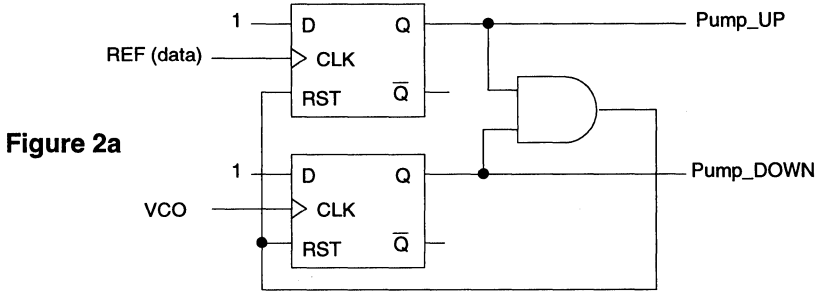 1 D Q Pump_UP
REF (data) CLK
RST Q̅
Figure 2a
1 D Q Pump_DOWN
VCO CLK
RST Q̅